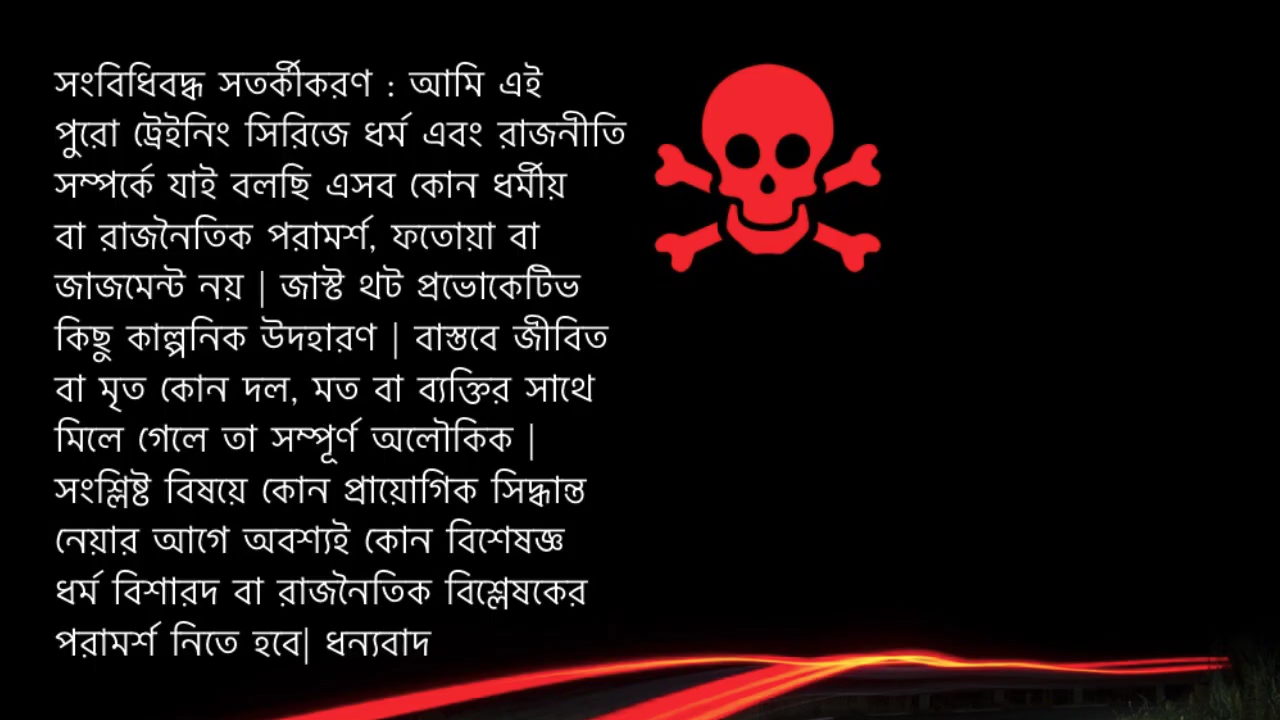 সংবিধিবদ্ধ সতর্কীকরণ : আমি এই
পুরো ট্রেইনিং সিরিজে ধর্ম এবং রাজনীতি
সম্পর্কে যাই বলছি এসব কোন ধর্মীয়
বা রাজনৈতিক পরামর্শ, ফতোয়া বা
জাজমেন্ট নয় | জাস্ট থট প্রভোকেটিভ
কিছু কাল্পনিক উদহারণ | বাস্তবে জীবিত
বা মৃত কোন দল, মত বা ব্যক্তির সাথে
মিলে গেলে তা সম্পূর্ণ অলৌকিক |
সংশ্লিষ্ট বিষয়ে কোন প্রায়োগিক সিদ্ধান্ত
নেয়ার আগে অবশ্যই কোন বিশেষজ্ঞ
ধর্ম বিশারদ বা রাজনৈতিক বিশ্লেষকের
পরামর্শ নিতে হবে| ধন্যবাদ